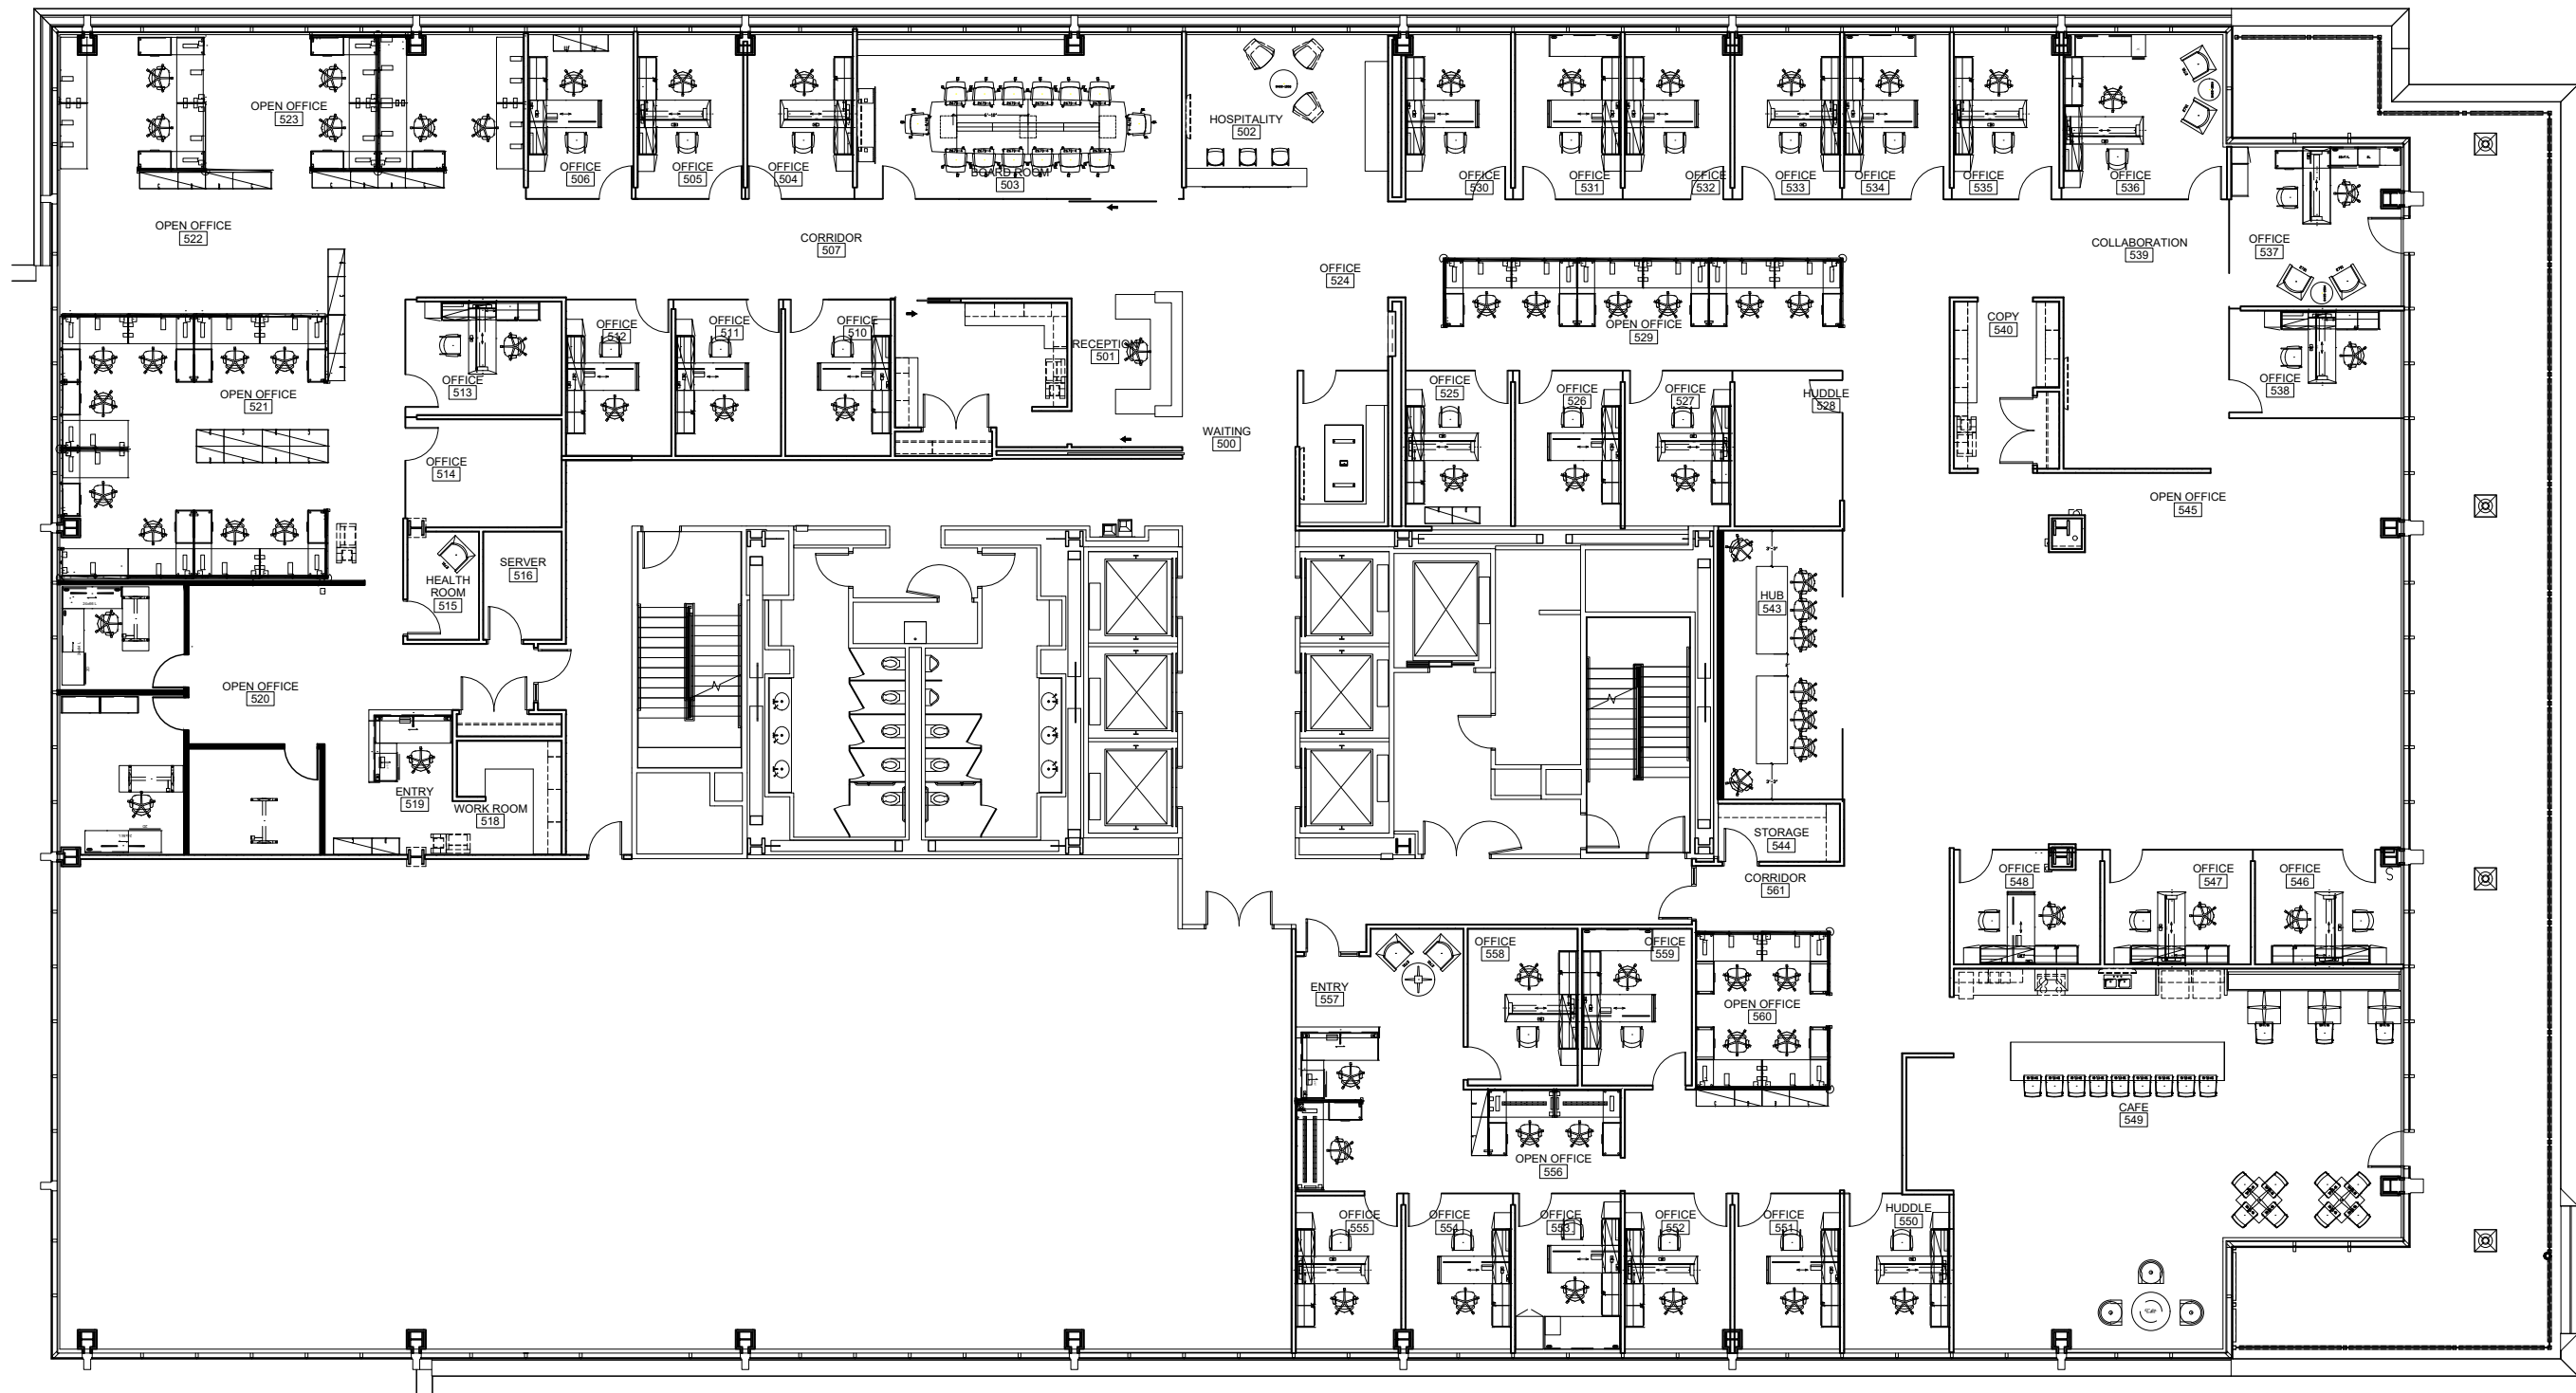 OPEN OFFICE
523
OFFICE
506
OFFICE
505
OFFICE
504
BOARD ROOM
503
HOSPITALITY
502
OFFICE
530
OFFICE
531
OFFICE
532
OFFICE
533
OFFICE
534
OFFICE
535
OFFICE
536
OPEN OFFICE
522
CORRIDOR
507
OFFICE
524
COLLABORATION
539
OFFICE
537
OFFICE
512
OFFICE
511
OFFICE
510
RECEPTION
501
OPEN OFFICE
529
COPY
540
OFFICE
513
OPEN OFFICE
521
OFFICE
525
OFFICE
526
OFFICE
527
HUDDLE
528
OFFICE
538
WAITING
500
OFFICE
514
OPEN OFFICE
545
SERVER
516
HEALTH
ROOM
515
HUB
543
OPEN OFFICE
520
ENTRY
519
WORK ROOM
518
STORAGE
544
CORRIDOR
561
OFFICE
548
OFFICE
547
OFFICE
546
OFFICE
558
OFFICE
559
ENTRY
557
OPEN OFFICE
560
CAFE
549
OPEN OFFICE
556
OFFICE
555
OFFICE
554
OFFICE
553
OFFICE
552
OFFICE
551
HUDDLE
550